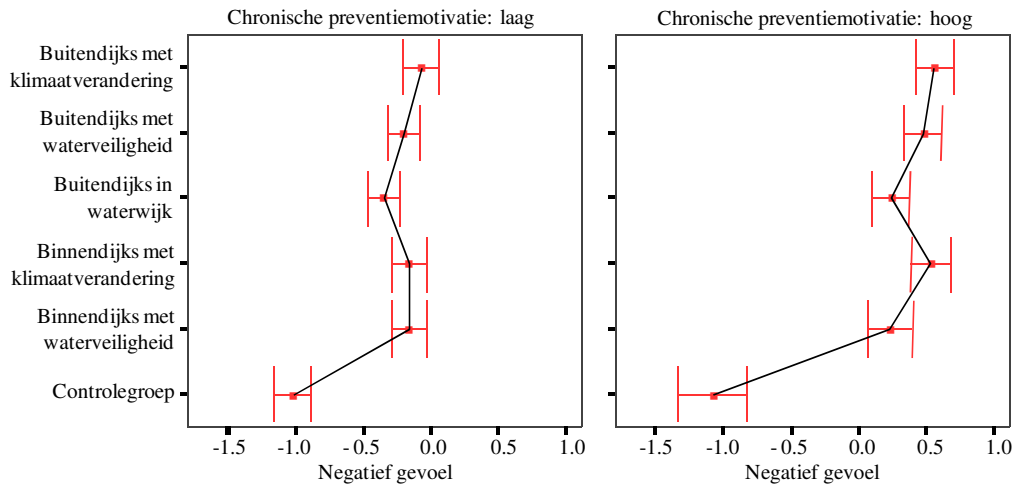 Chronische preventiemotivatie: laag
Chronische preventiemotivatie: hoog
Buitendijks met
klimaatverandering
Buitendijks met
waterveiligheid
Buitendijks in
waterwijk
Binnendijks met
klimaatverandering
Binnendijks met
waterveiligheid
Controlegroep
-1.5 -1.0 -0.5 0.0 0.5 1.0
-1.5 -1.0 -0.5 0.0 0.5 1.0
Negatief gevoel
Negatief gevoel